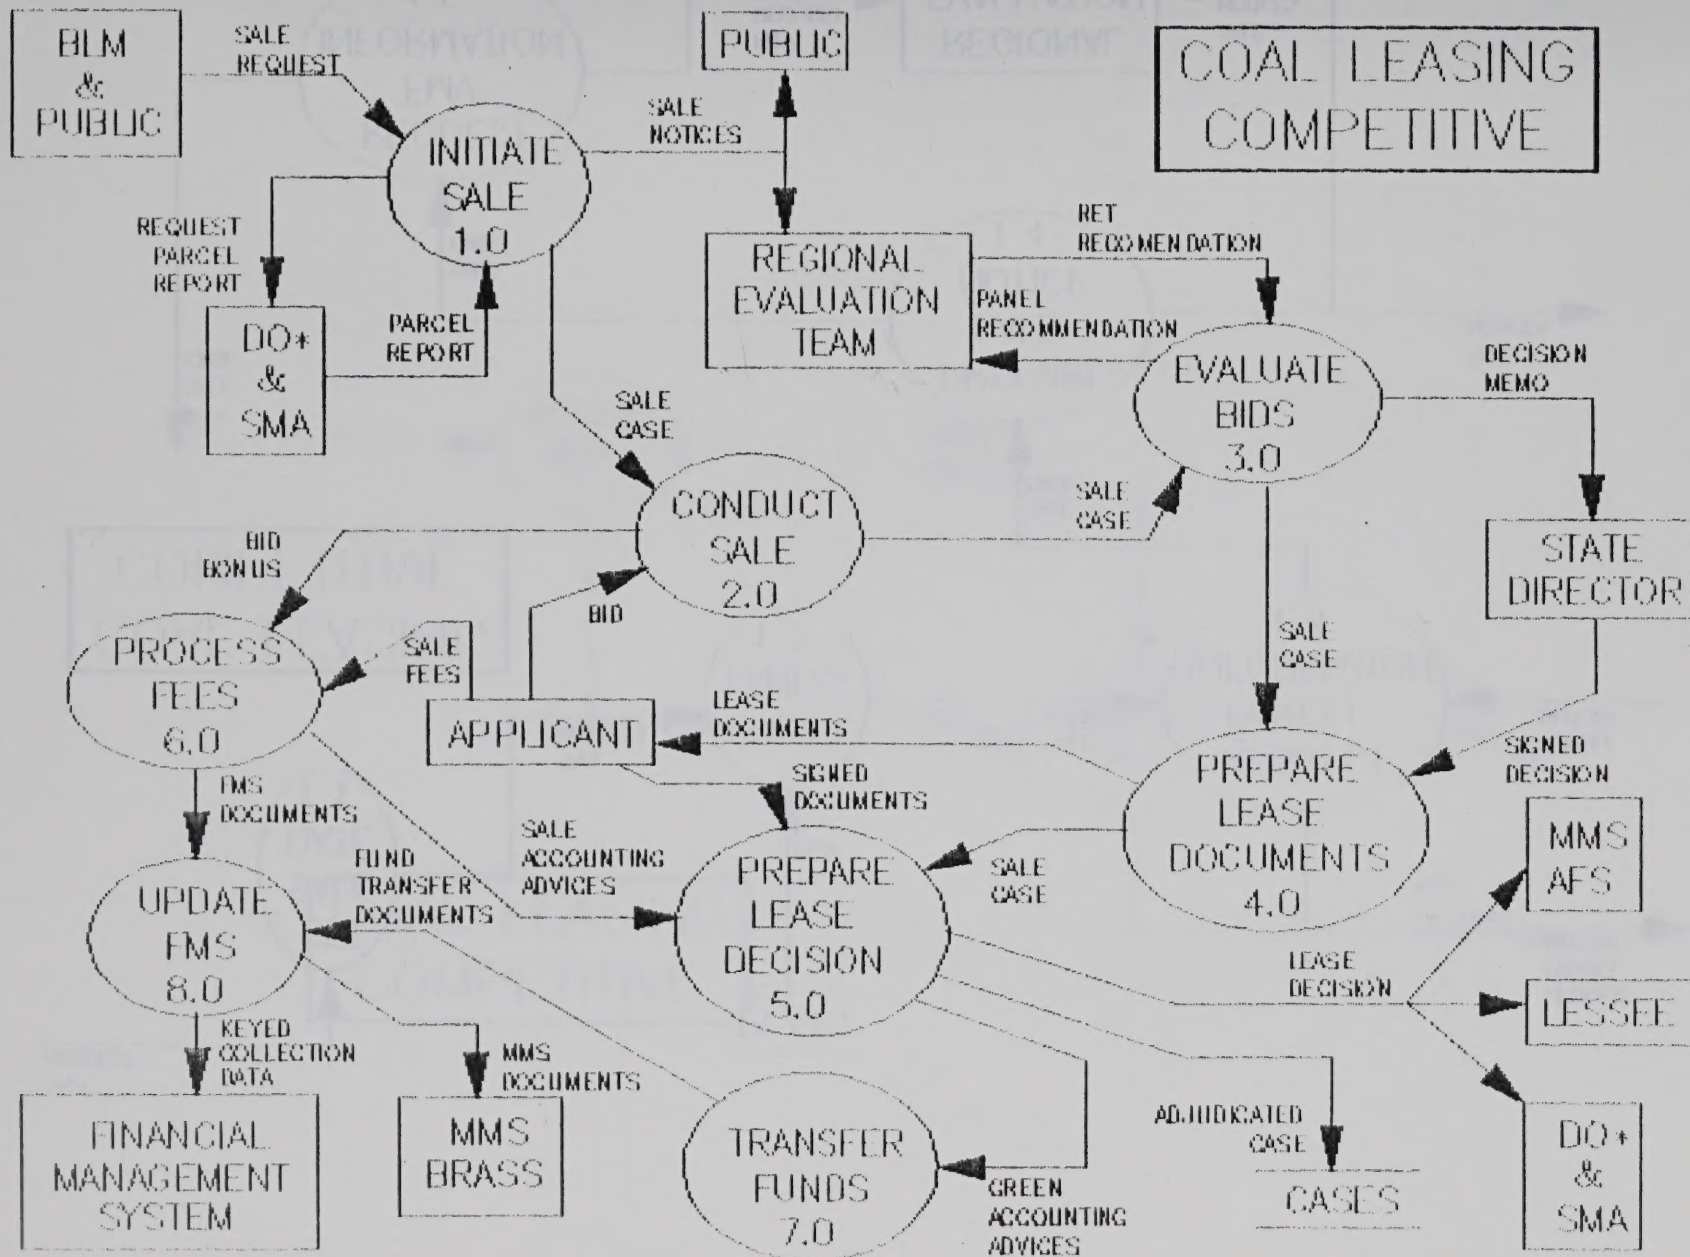 BLM
&
PUBLIC
SALE
REQUEST
PUBLIC
COAL LEASING
COMPETITIVE
SALE
NOTICES
INITIATE
SALE
1.0
REQUEST
PARCEL
REPORT
DO*
&
SMA
PARCEL
REPORT
REGIONAL
EVALUATION
TEAM
RET
RECOMENDATION
PANEL
RECOMMENDATION
EVALUATE
BIDS
3.0
DECISION
MEMO
SALE
CASE
CONDUCT
SALE
2.0
SALE
CASE
STATE
DIRECTOR
BID
BONUS
BID
PROCESS
FEES
6.0
SALE
FEES
APPLICANT
LEASE
DOCUMENTS
SALE
CASE
SIGNED
DECISION
PREPARE
LEASE
DOCUMENTS
4.0
SIGNED
DOCUMENTS
FMS
DOCUMENTS
SALE
ACCOUNTING
ADVICES
FUND
TRANSFER
DOCUMENTS
SALE
CASE
MMS
AFS
UPDATE
FMS
8.0
PREPARE
LEASE
DECISION
5.0
LEASE
DECISION
LESSEE
KEYED
COLLECTION
DATA
MMS
DOCUMENTS
FINANCIAL
MANAGEMENT
SYSTEM
MMS
BRASS
TRANSFER
FUNDS
7.0
GREEN
ACCOUNTING
ADVICES
ADJUDICATED
CASE
CASES
DO*
&
SMA